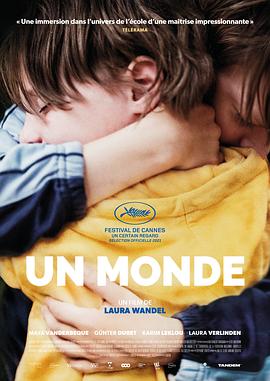 « Une immersion dans l'univers de l'école d'une maîtrise impressionnante »
TÉLÉRAMA
FESTIVAL DE CANNES
UN CERTAIN REGARD
SÉLECTION OFFICIELLE 2021
UN MONDE
UN FILM DE
LAURA WANDEL
MAYA VANDERBEQUE GÜNTER DURET KARIM LEKLOU LAURA VERLINDEN
TANDEM